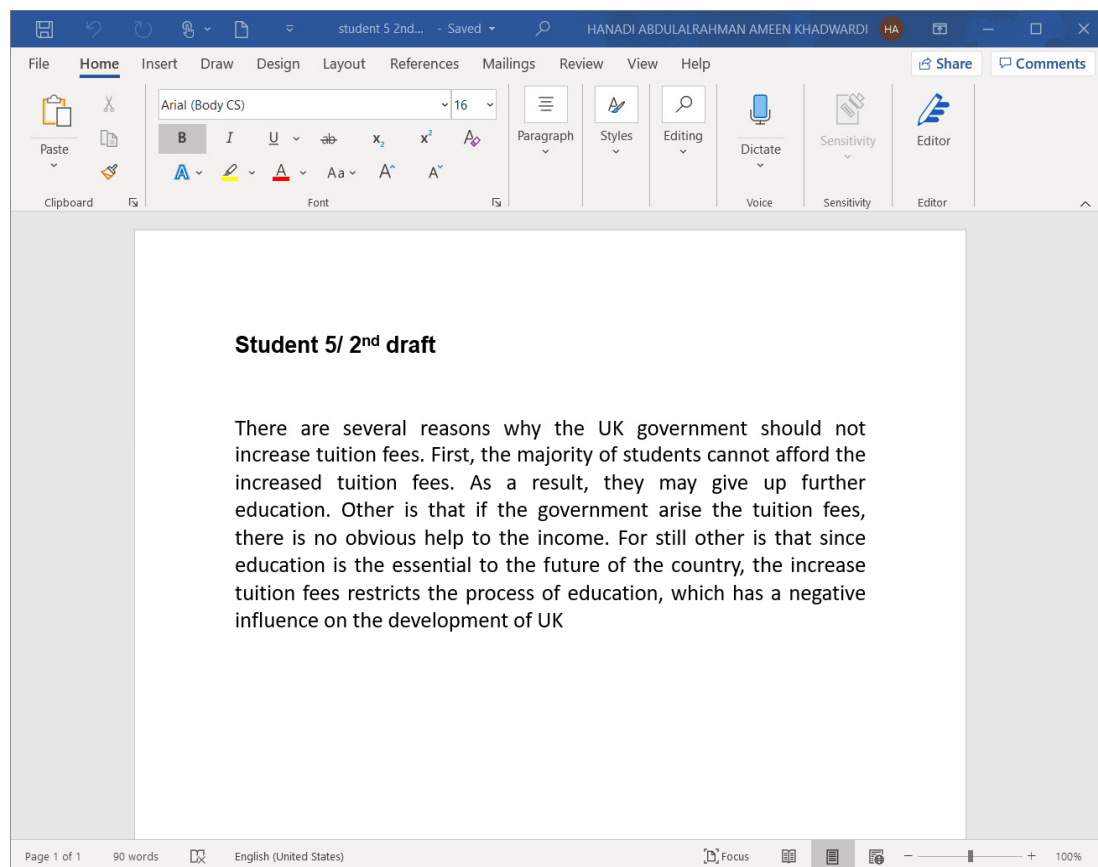 student 5 2nd... - Saved HANADI ABDULALRAHMAN AMEEN KHADWARDI HA
File Home Insert Draw Design Layout References Mailings Review View Help Share Comments
Arial (Body CS) 16
B I U ab x₂ x² A
Paste Paragraph Styles Editing Dictate Sensitivity Editor
A A Aa A A
Clipboard Font Voice Sensitivity Editor
Student 5/ 2nd draft
There are several reasons why the UK government should not
increase tuition fees. First, the majority of students cannot afford the
increased tuition fees. As a result, they may give up further
education. Other is that if the government arise the tuition fees,
there is no obvious help to the income. For still other is that since
education is the essential to the future of the country, the increase
tuition fees restricts the process of education, which has a negative
influence on the development of UK
Page 1 of 1 90 words English (United States) Focus 100%